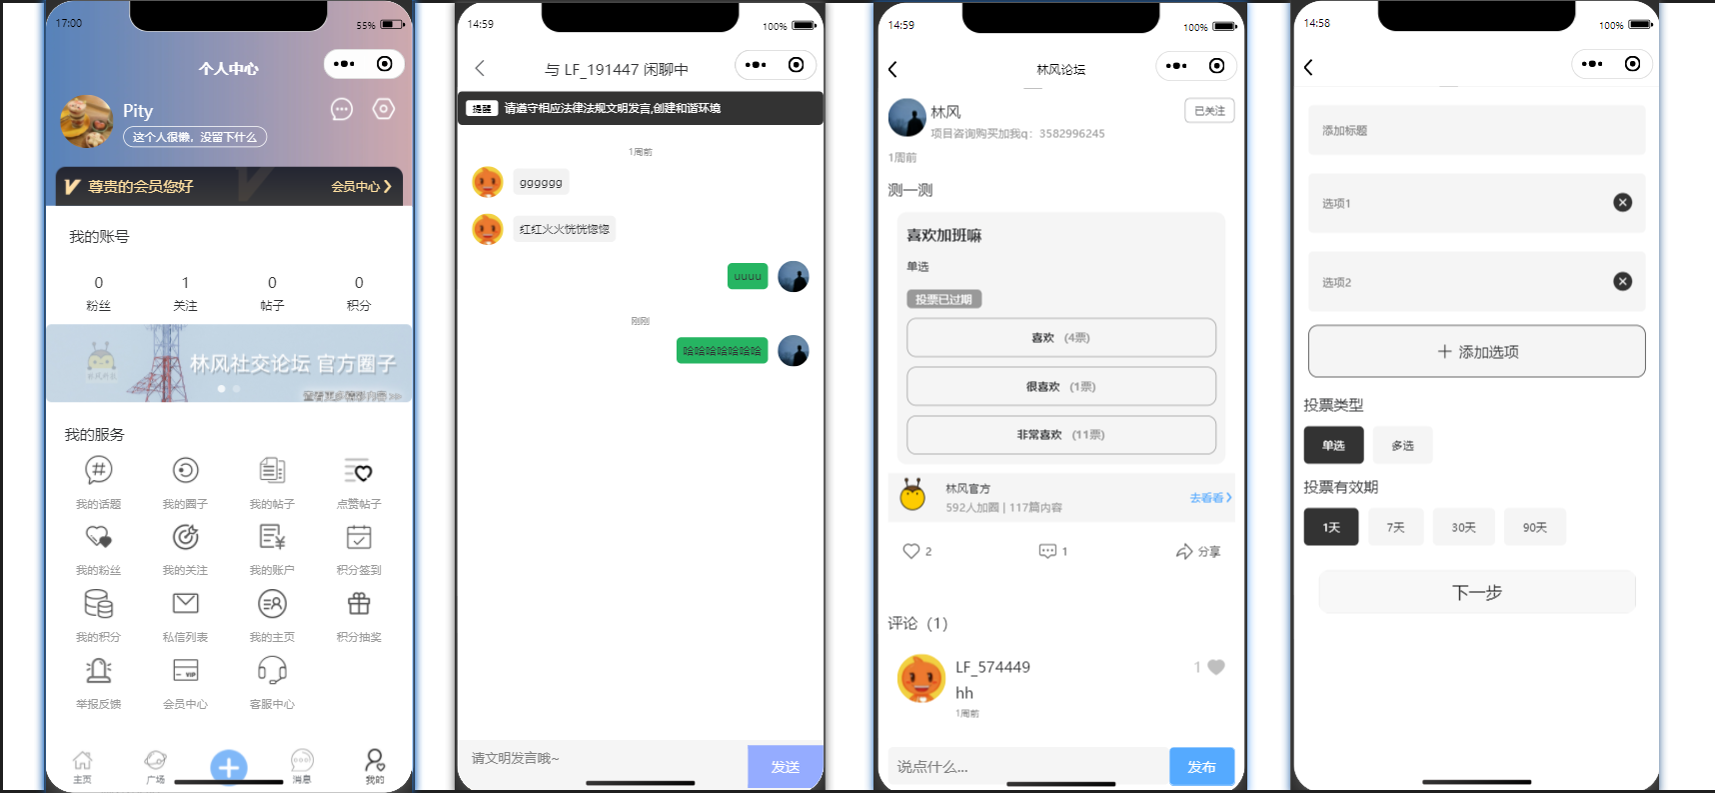 17:00
55%
个人中心
Pity
这个人很懒，没留下什么
尊贵的会员您好
会员中心
我的账号
0
1
0
0
粉丝
关注
帖子
积分
林风社交论坛 官方圈子
我的服务
我的话题
我的圈子
我的帖子
点赞帖子
我的粉丝
我的关注
我的账户
积分签到
我的积分
私信列表
我的主页
积分抽奖
举报反馈
会员中心
客服中心
主页
广场
消息
我的
14:59
100%
与 LF_191447 闲聊中
提醒 请遵守相应法律法规文明发言,创建和谐环境
1周前
gggggg
红红火火恍恍惚惚
uuuu
刚刚
哈哈哈哈哈哈哈
请文明发言哦~
发送
14:59
100%
林风论坛
林风
已关注
项目咨询购买加我q：3582996245
1周前
测一测
喜欢加班嘛
单选
投票已过期
喜欢 (4票)
很喜欢 (1票)
非常喜欢 (11票)
林风官方
592人加圈 | 117篇内容
去看看
2
1
分享
评论（1）
LF_574449
1
hh
1周前
说点什么...
发布
14:58
100%
添加标题
选项1
选项2
添加选项
投票类型
单选
多选
投票有效期
1天
7天
30天
90天
下一步